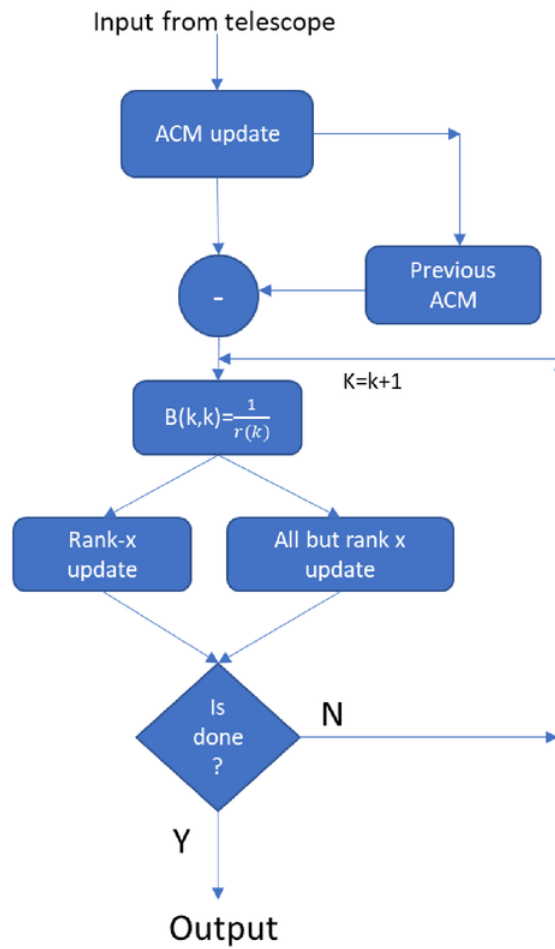 Input from telescope
ACM update
Previous
ACM
-
K=k+1
B(k,k)=1/r(k)
Rank-x
update
All but rank x
update
Is
done
?
N
Y
Output